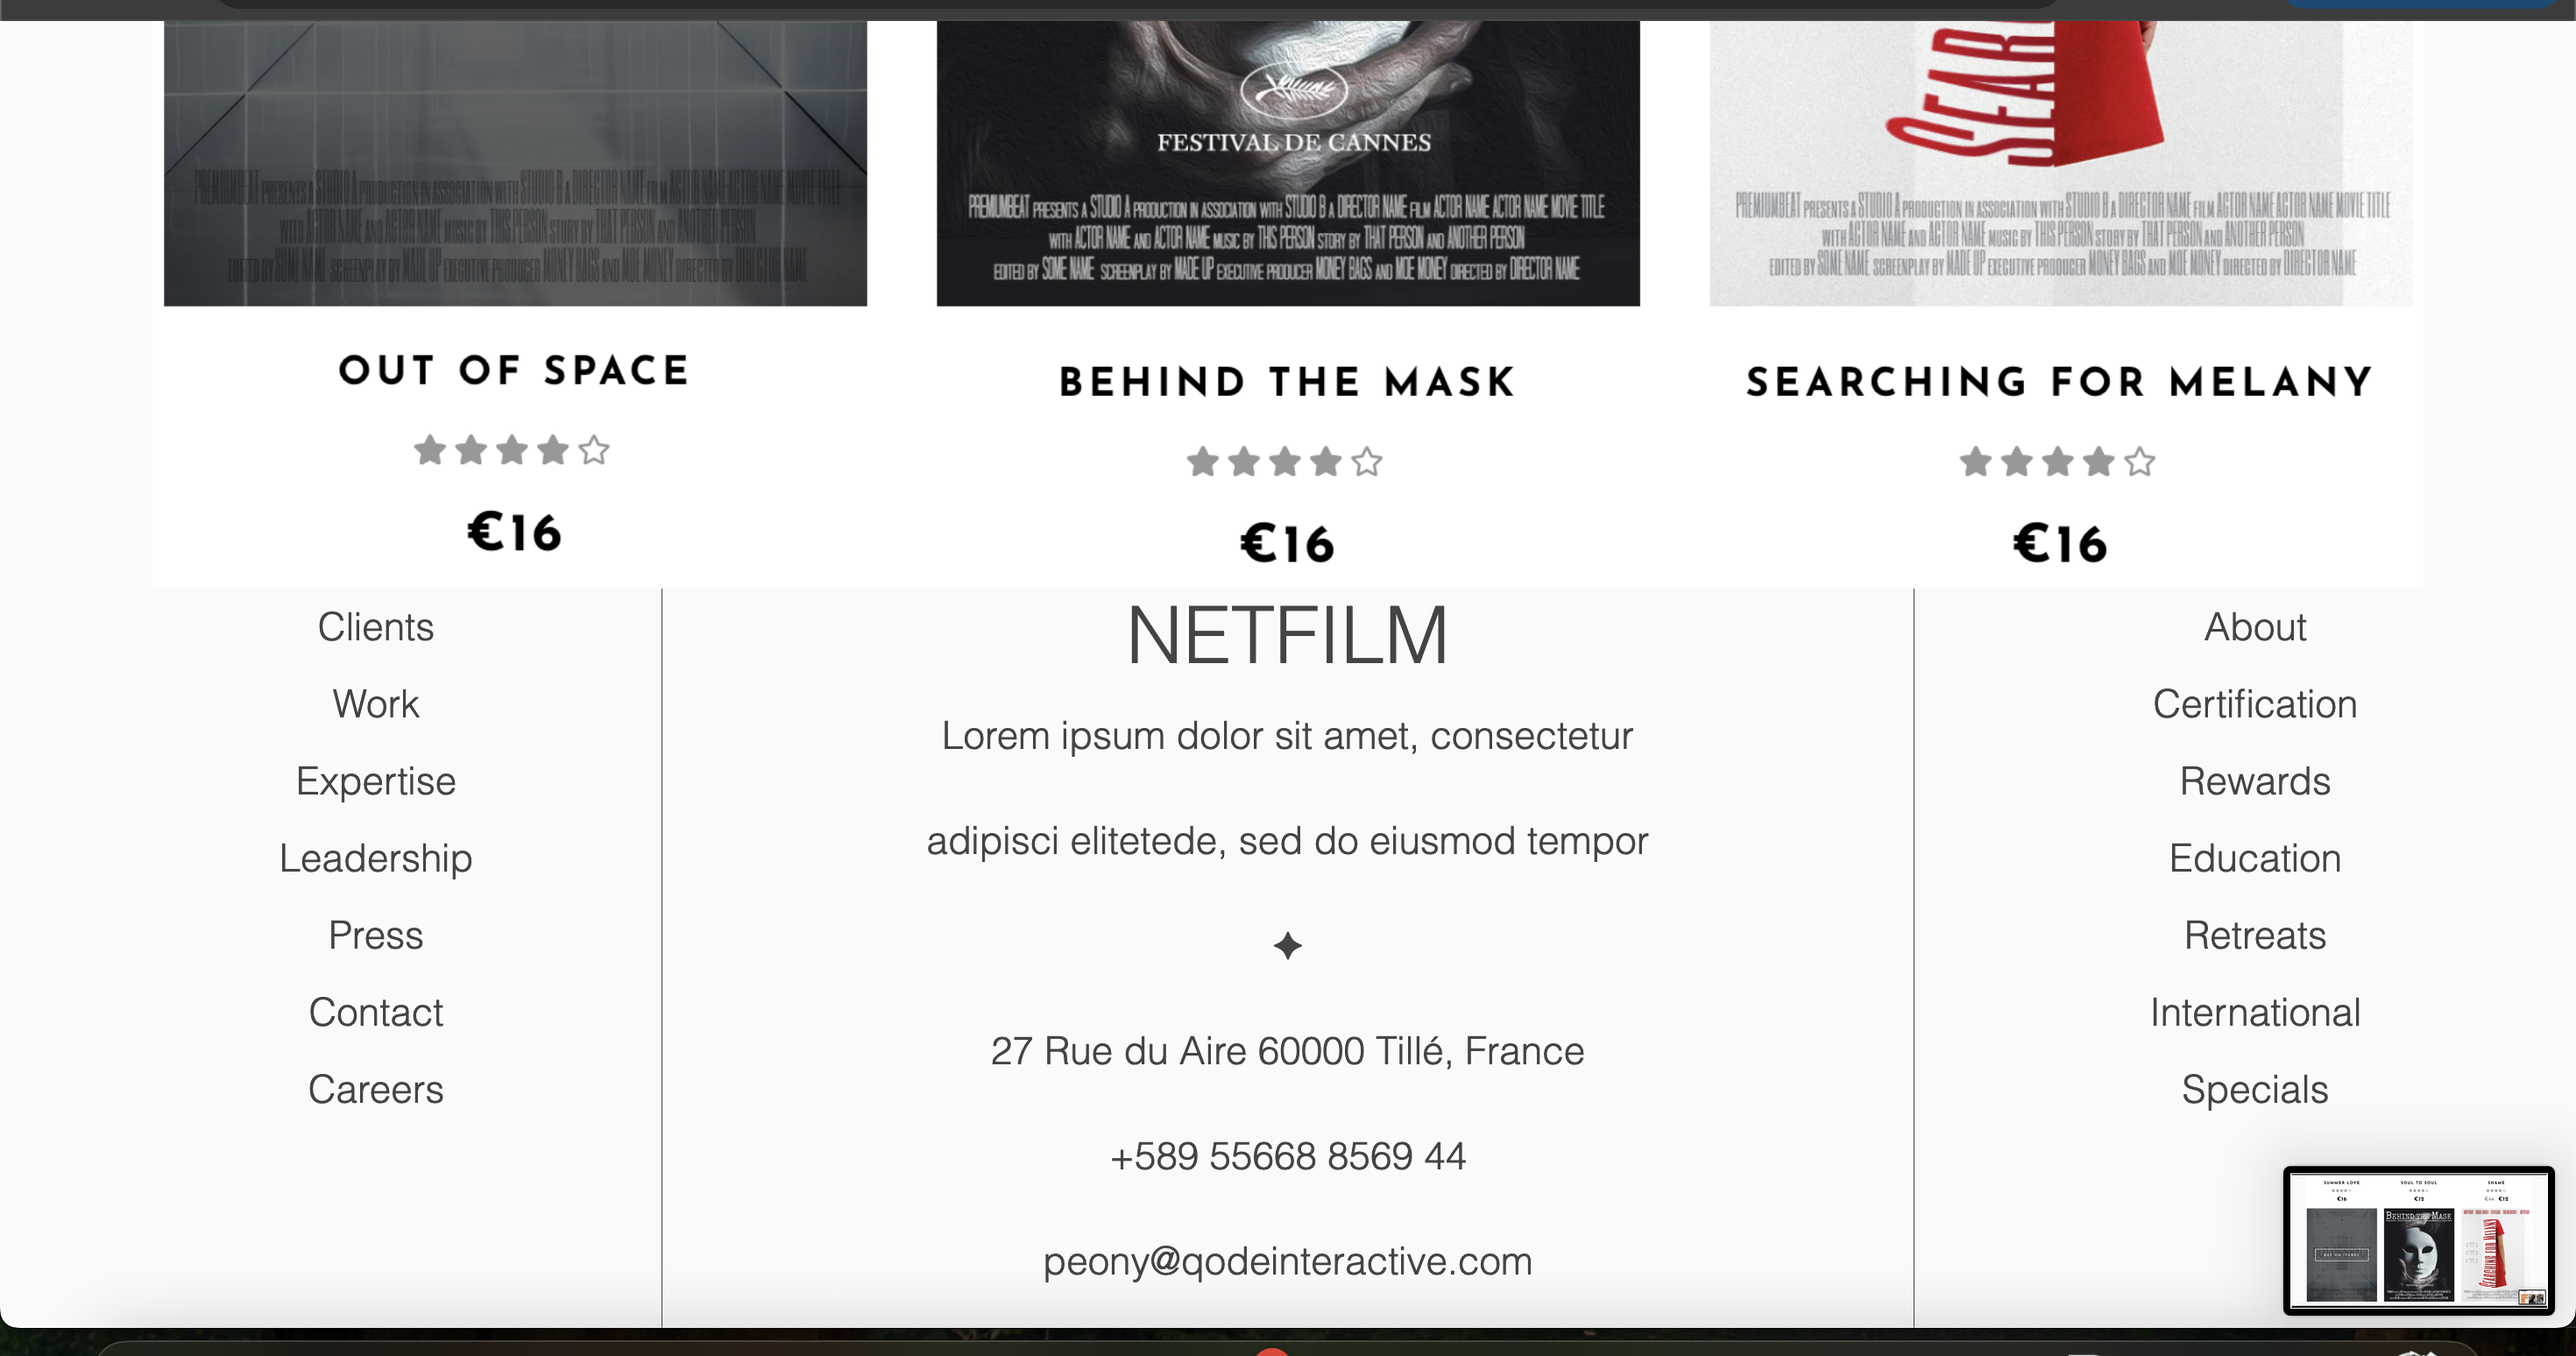 SEAR
FESTIVAL DE CANNES
PREMIUMBEAT PRESENTS A STUDIO A PRODUCTION IN ASSOCIATION WITH STUDIO B A DIRECTOR NAME FILM ACTOR NAME ACTOR NAME MOVIE TITLE
WITH ACTOR NAME AND ACTOR NAME MUSIC BY THIS PERSON STORY BY THAT PERSON AND ANOTHER PERSON
EDITED BY SOME NAME SCREENPLAY BY MADE UP EXECUTIVE PRODUCER MONEY BAGS AND MOE MONEY DIRECTED BY DIRECTOR NAME
PREMIUMBEAT PRESENTS A STUDIO A PRODUCTION IN ASSOCIATION WITH STUDIO B A DIRECTOR NAME FILM ACTOR NAME ACTOR NAME MOVIE TITLE
WITH ACTOR NAME AND ACTOR NAME MUSIC BY THIS PERSON STORY BY THAT PERSON AND ANOTHER PERSON
EDITED BY SOME NAME SCREENPLAY BY MADE UP EXECUTIVE PRODUCER MONEY BAGS AND MOE MONEY DIRECTED BY DIRECTOR NAME
PREMIUMBEAT PRESENTS A STUDIO A PRODUCTION IN ASSOCIATION WITH STUDIO B A DIRECTOR NAME FILM ACTOR NAME ACTOR NAME MOVIE TITLE
WITH ACTOR NAME AND ACTOR NAME MUSIC BY THIS PERSON STORY BY THAT PERSON AND ANOTHER PERSON
EDITED BY SOME NAME SCREENPLAY BY MADE UP EXECUTIVE PRODUCER MONEY BAGS AND MOE MONEY DIRECTED BY DIRECTOR NAME
OUT OF SPACE
€16
BEHIND THE MASK
€16
SEARCHING FOR MELANY
€16
Clients
Work
Expertise
Leadership
Press
Contact
Careers
NETFILM
Lorem ipsum dolor sit amet, consectetur
adipisci elitetede, sed do eiusmod tempor
27 Rue du Aire 60000 Tillé, France
+589 55668 8569 44
peony@qodeinteractive.com
About
Certification
Rewards
Education
Retreats
International
Specials
SUMMER LOVE
€16
SOUL TO SOUL
€12
SHAME
€12
BEHIND THE MASK
SEARCHING FOR MELANY